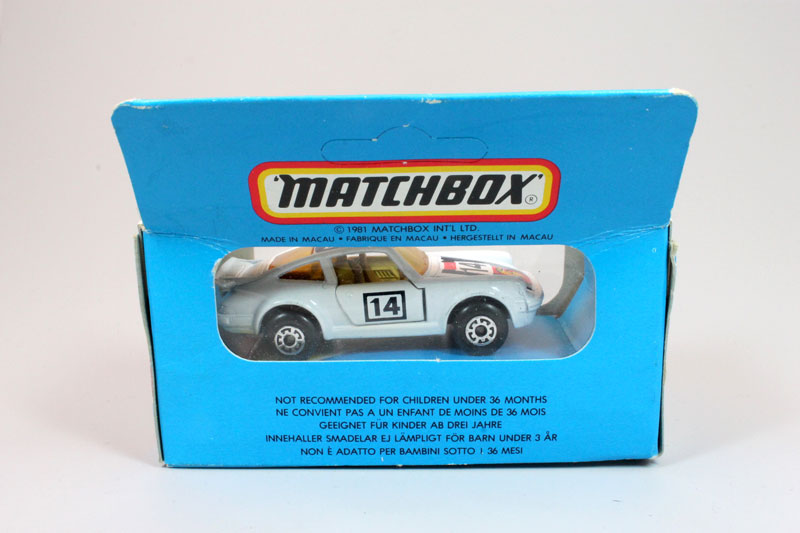 'MATCHBOX' ®
© 1981 MATCHBOX INT'L LTD.
MADE IN MACAU • FABRIQUE EN MACAU • HERGESTELLT IN MACAU
14
14
NOT RECOMMENDED FOR CHILDREN UNDER 36 MONTHS
NE CONVIENT PAS A UN ENFANT DE MOINS DE 36 MOIS
GEEIGNET FÜR KINDER AB DREI JAHRE
INNEHALLER SMADELAR EJ LÄMPLIGT FÖR BARN UNDER 3 ÅR
NON È ADATTO PER BAMBINI SOTTO I 36 MESI